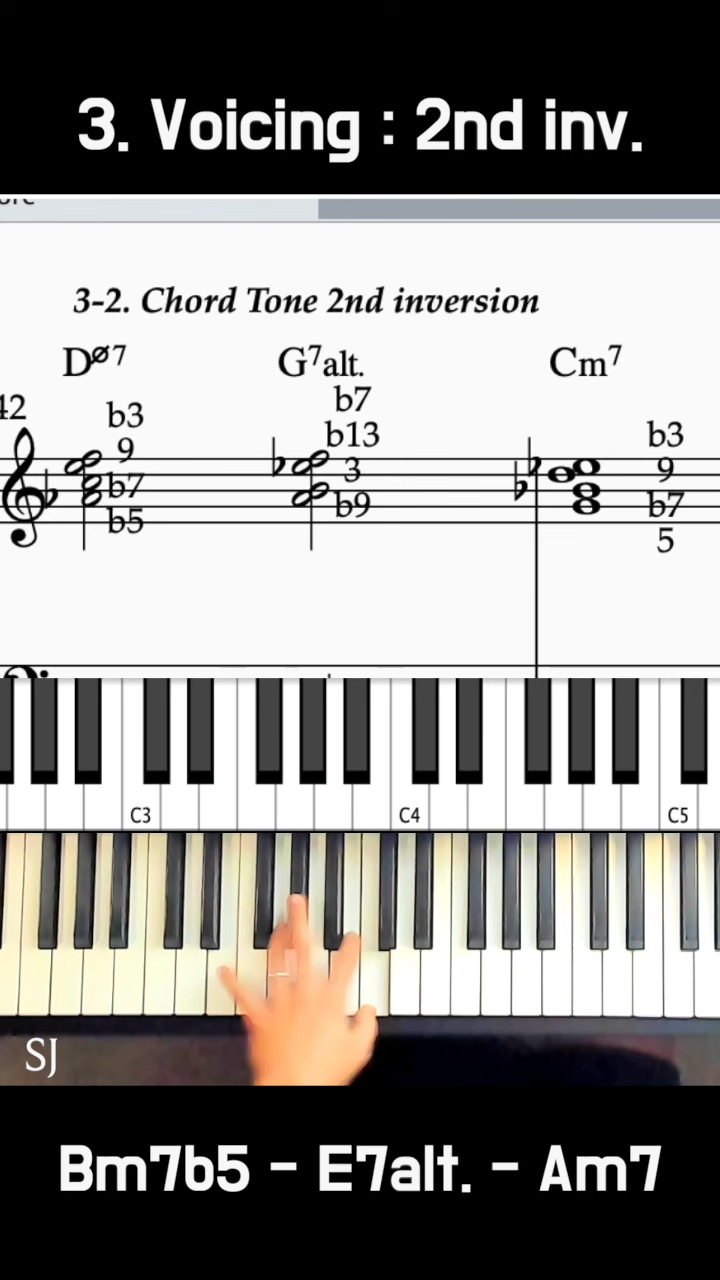 3. Voicing : 2nd inv.
3-2. Chord Tone 2nd inversion
Dø7 G7alt. Cm7
42
b3 9 b7 b5
b7 b13 3 b9
b3 9 b7 5
C3 C4 C5
SJ
Bm7b5 - E7alt. - Am7